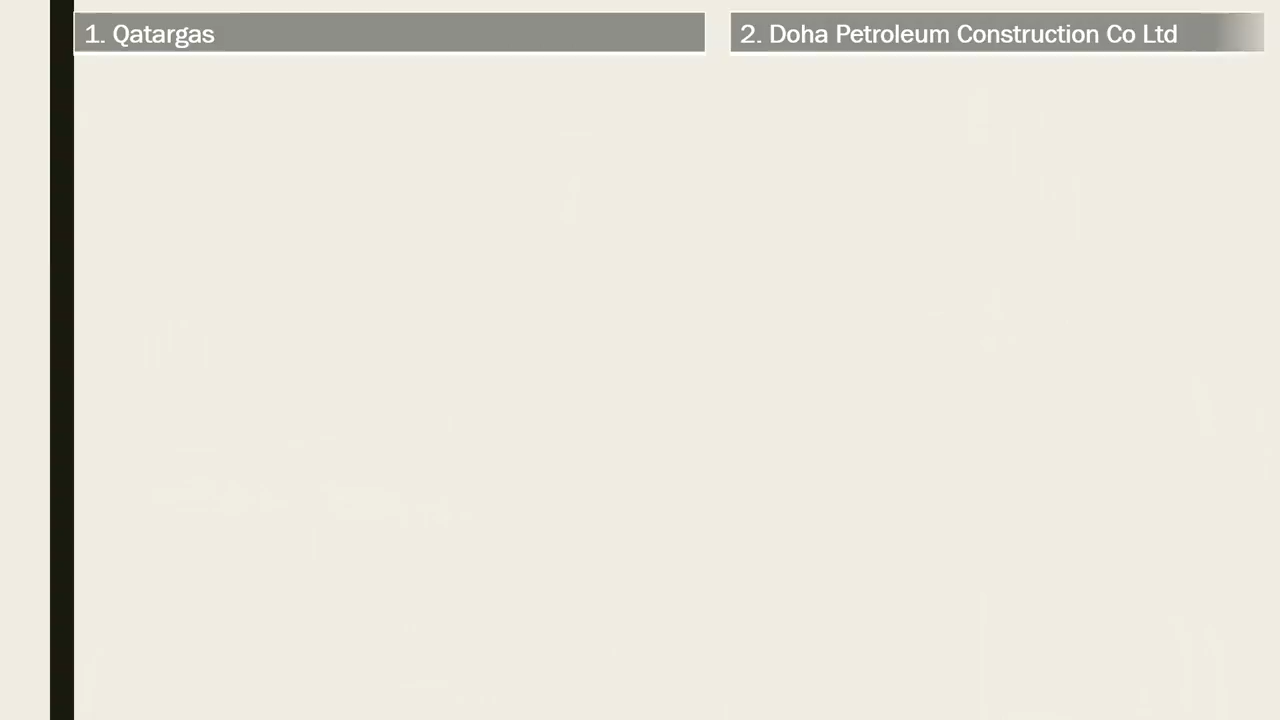 1. Qatargas
2. Doha Petroleum Construction Co Ltd